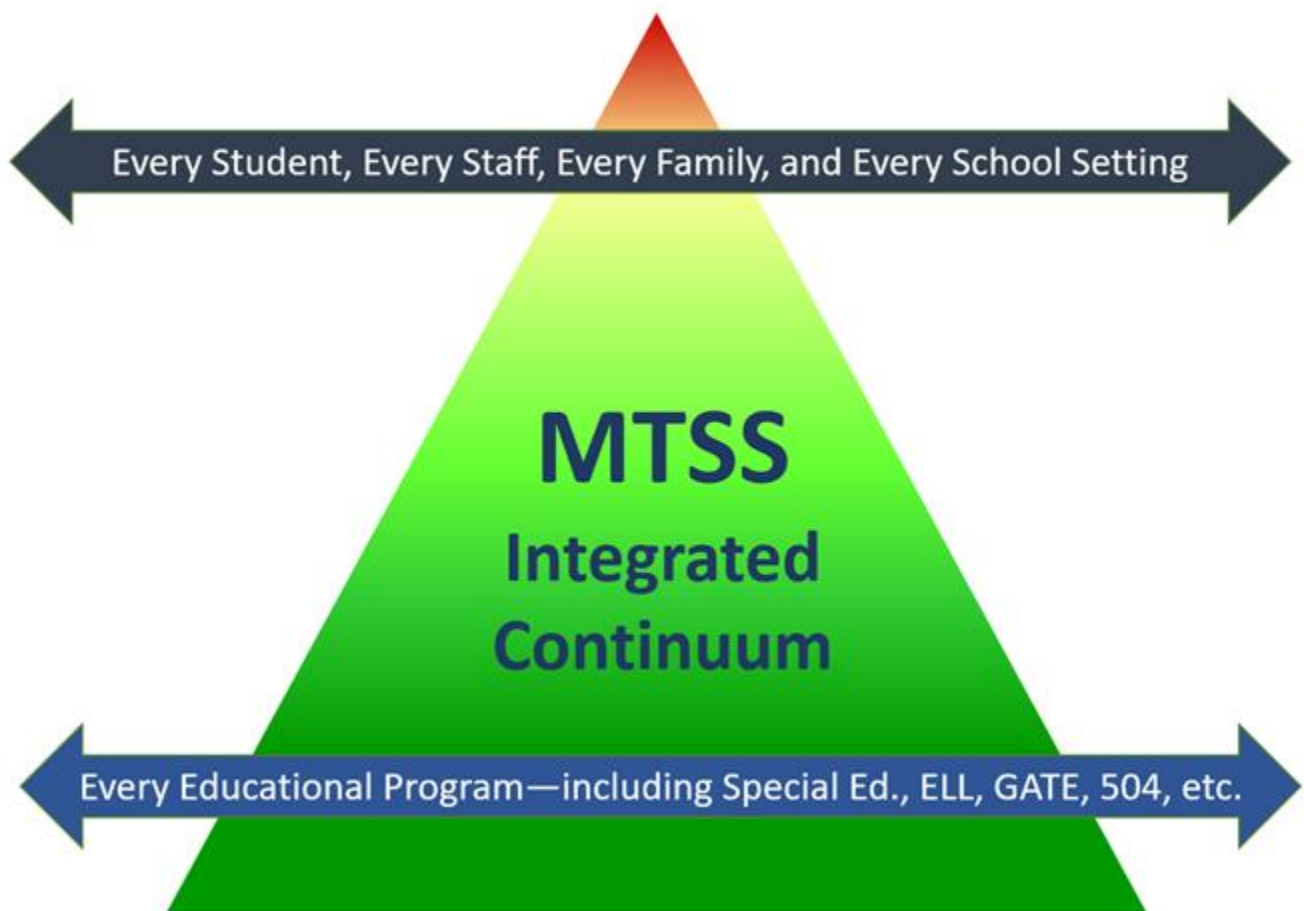 Every Student, Every Staff, Every Family, and Every School Setting
MTSS
Integrated
Continuum
Every Educational Program—including Special Ed., ELL, GATE, 504, etc.